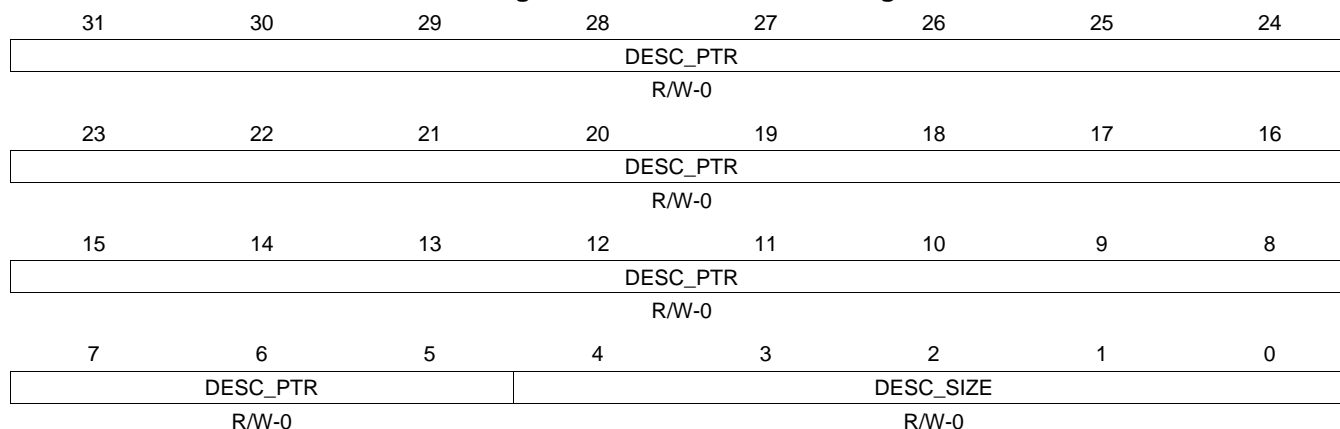 31 30 29 28 27 26 25 24
DESC_PTR
R/W-0
23 22 21 20 19 18 17 16
DESC_PTR
R/W-0
15 14 13 12 11 10 9 8
DESC_PTR
R/W-0
7 6 5 4 3 2 1 0
DESC_PTR DESC_SIZE
R/W-0 R/W-0